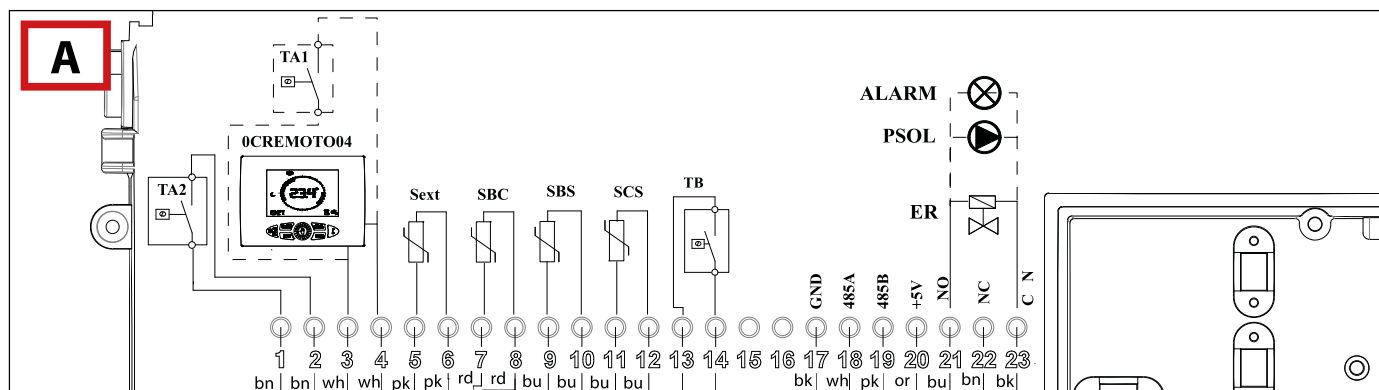 A
TA1
ALARM
PSOL
0CREMOTO04
234
TA2
Sext
SBC
SBS
SCS
TB
ER
GND
485A
485B
+5V
NO
NC
C N
1 2 3 4 5 6 7 8 9 10 11 12 13 14 15 16 17 18 19 20 21 22 23
bn bn wh wh pk pk rd rd bu bu bu bu bk wh pk or bu bn bk